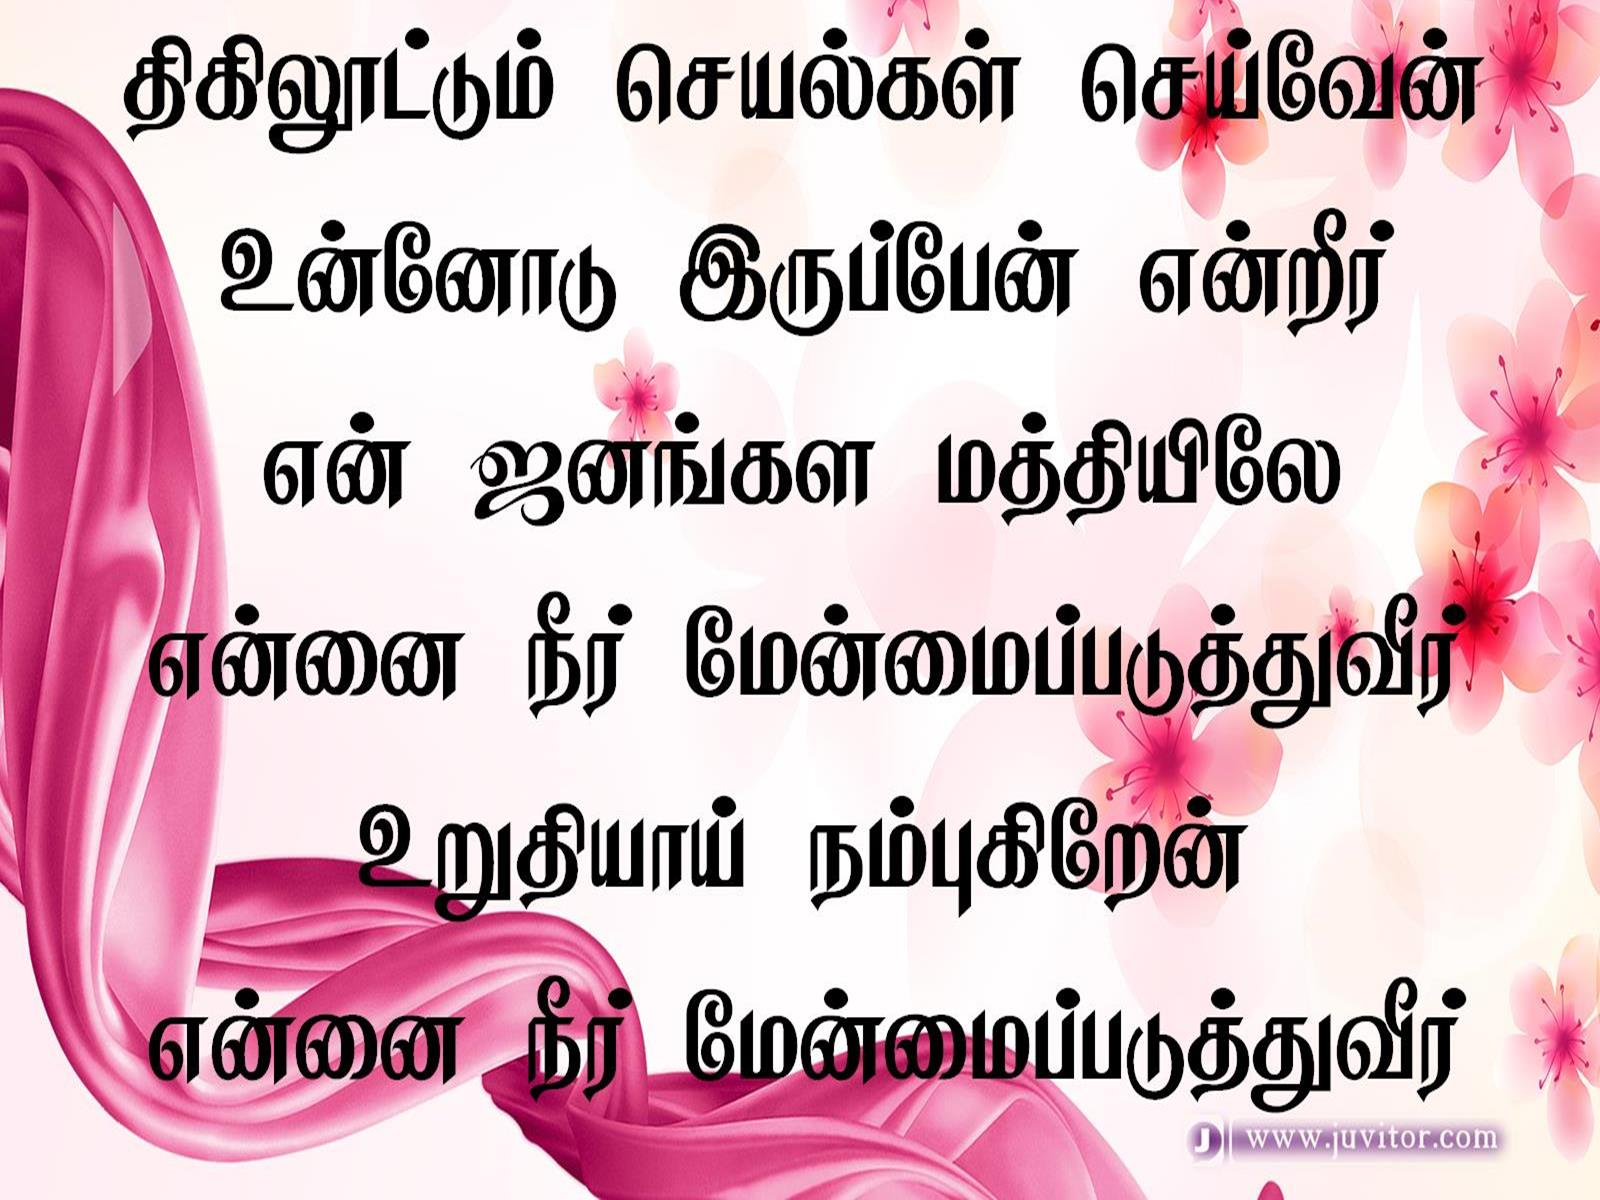 திகிலூட்டும் செயல்கள் செய்வேன்
உன்னோடு இருப்பேன் என்றீர்
என் ஜனங்கள மத்தியிலே
என்னை நீர் மேன்மைப்படுத்துவீர்
உறுதியாய் நம்புகிறேன்
என்னை நீர் மேன்மைப்படுத்துவீர்
J www.juvitor.com